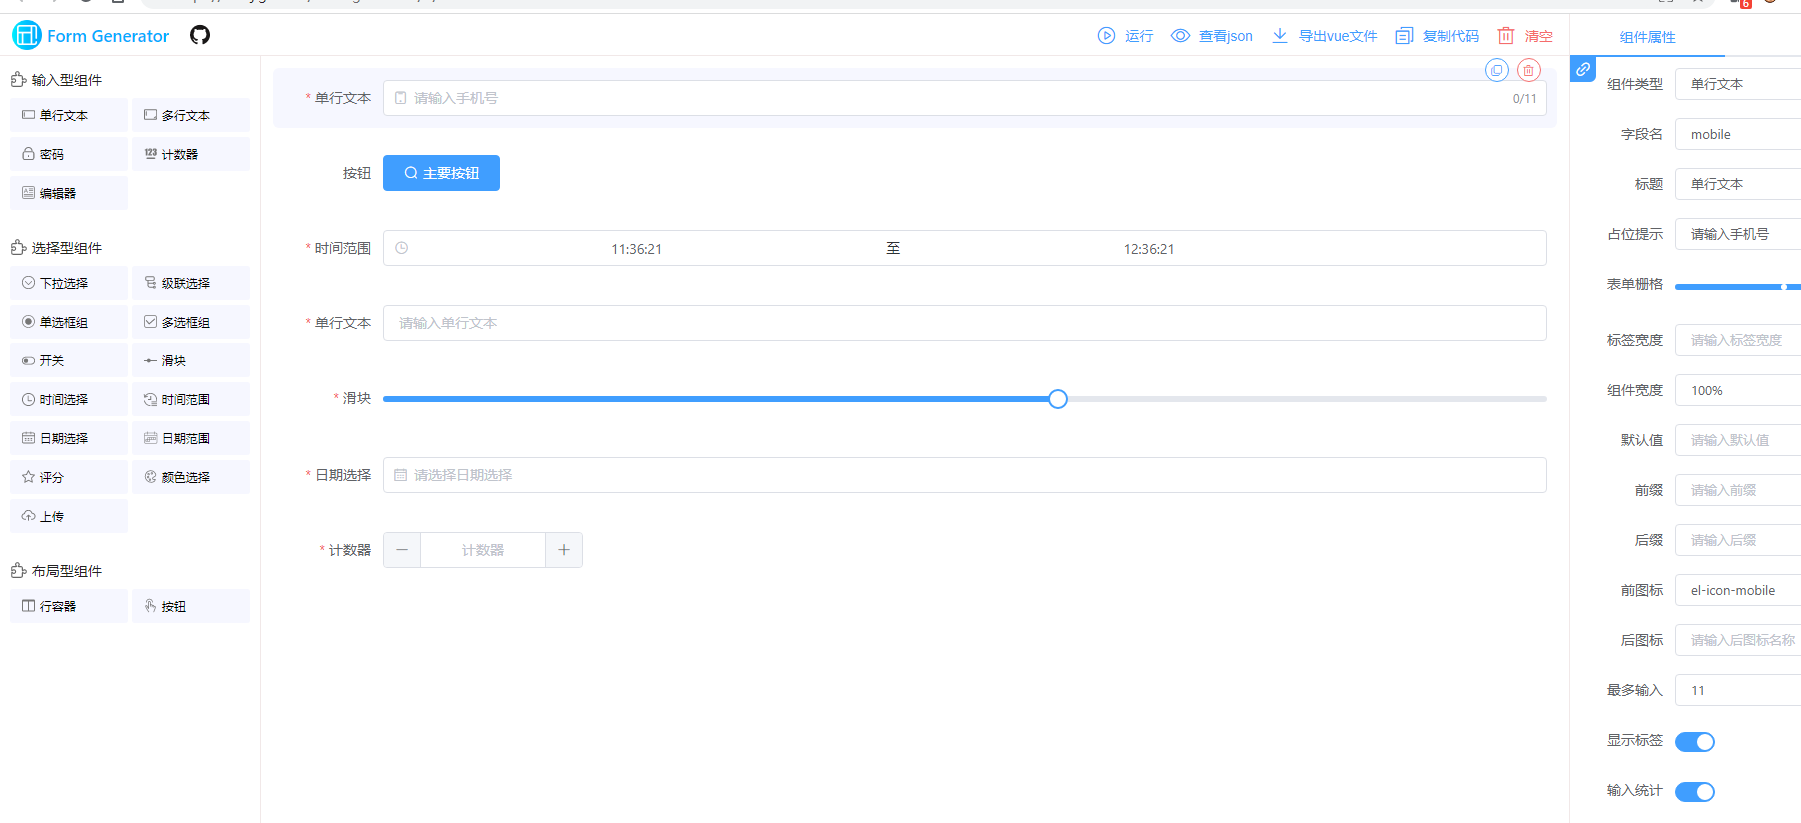 6
Form Generator
运行
查看json
导出vue文件
复制代码
清空
组件属性
输入型组件
单行文本
多行文本
密码
123 计数器
编辑器
选择型组件
下拉选择
级联选择
单选框组
多选框组
开关
滑块
时间选择
时间范围
日期选择
日期范围
评分
颜色选择
上传
布局型组件
行容器
按钮
* 单行文本 请输入手机号 0/11
按钮 主要按钮
* 时间范围 11:36:21 至 12:36:21
* 单行文本 请输入单行文本
* 滑块
* 日期选择 请选择日期选择
* 计数器 计数器
组件类型 单行文本
字段名 mobile
标题 单行文本
占位提示 请输入手机号
表单栅格
标签宽度 请输入标签宽度
组件宽度 100%
默认值 请输入默认值
前缀 请输入前缀
后缀 请输入后缀
前图标 el-icon-mobile
后图标 请输入后图标名称
最多输入 11
显示标签
输入统计